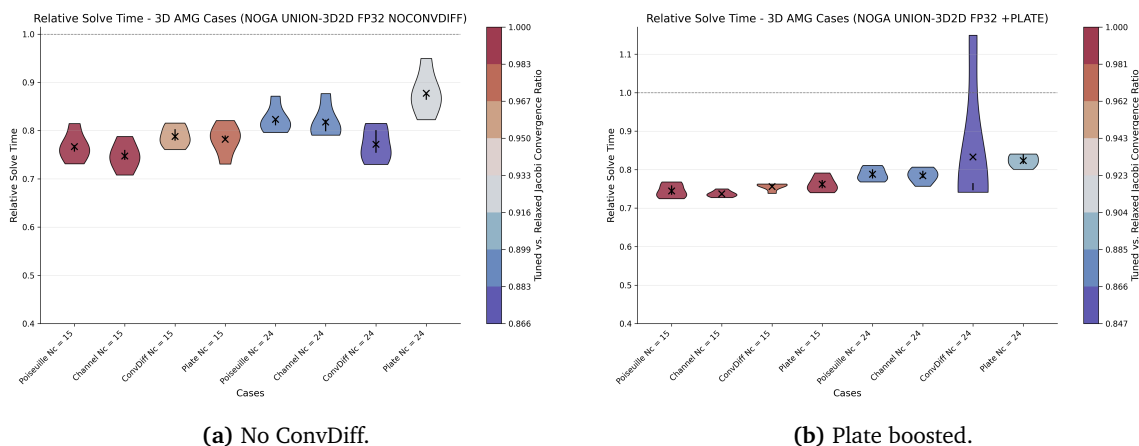 Relative Solve Time - 3D AMG Cases (NOGA UNION-3D2D FP32 NOCONVDIFF)
1.0
0.9
0.8
0.7
0.6
0.5
0.4
Relative Solve Time
Poiseuille Nc = 15
Channel Nc = 15
ConvDiff Nc = 15
Plate Nc = 15
Poiseuille Nc = 24
Channel Nc = 24
ConvDiff Nc = 24
Plate Nc = 24
Cases
1.000
0.983
0.967
0.950
0.933
0.916
0.899
0.883
0.866
Tuned vs. Relaxed Jacobi Convergence Ratio
(a) No ConvDiff.
Relative Solve Time - 3D AMG Cases (NOGA UNION-3D2D FP32 +PLATE)
1.1
1.0
0.9
0.8
0.7
0.6
0.5
0.4
Relative Solve Time
Poiseuille Nc = 15
Channel Nc = 15
ConvDiff Nc = 15
Plate Nc = 15
Poiseuille Nc = 24
Channel Nc = 24
ConvDiff Nc = 24
Plate Nc = 24
Cases
1.000
0.981
0.962
0.943
0.923
0.904
0.885
0.866
0.847
Tuned vs. Relaxed Jacobi Convergence Ratio
(b) Plate boosted.